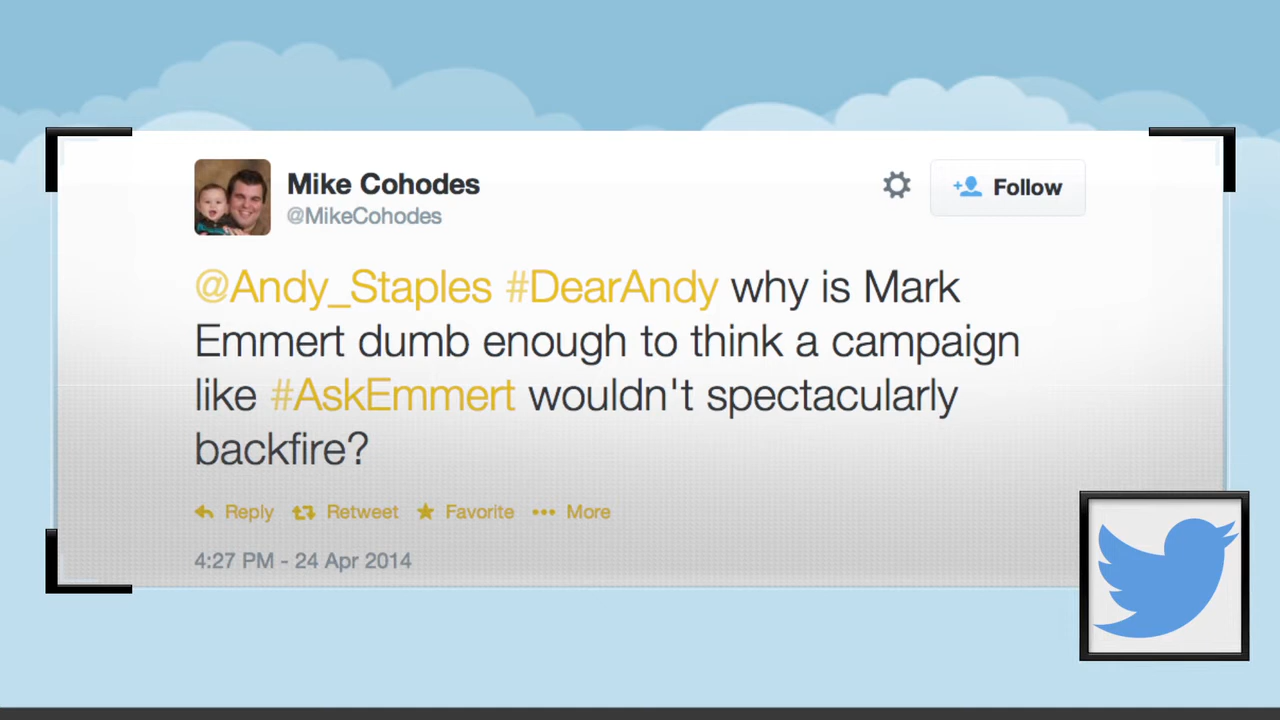 Mike Cohodes
@MikeCohodes
Follow
@Andy_Staples #DearAndy why is Mark
Emmert dumb enough to think a campaign
like #AskEmmert wouldn't spectacularly
backfire?
Reply Retweet Favorite More
4:27 PM - 24 Apr 2014